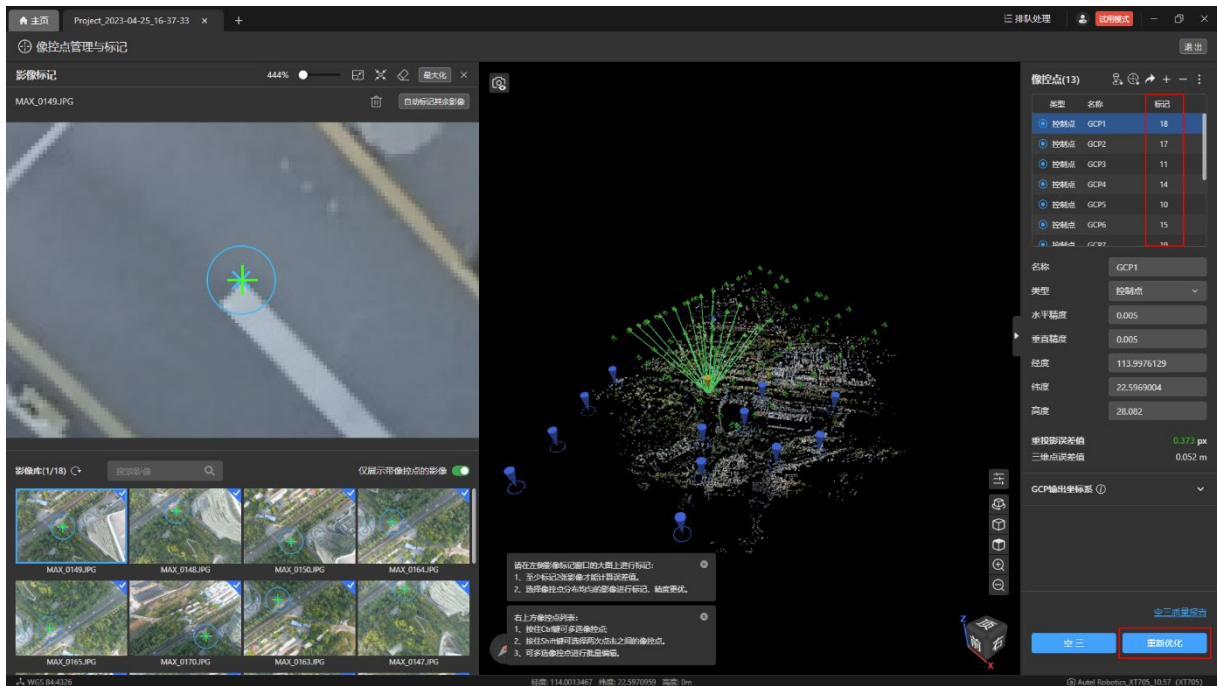 主页
Project_2023-04-25_16-37-33
排队处理
试用模式
像控点管理与标记
退出
影像标记
444%
最大化
MAX_0149.JPG
自动标记其余影像
影像库(1/18)
搜索影像
仅展示带像控点的影像
MAX_0149.JPG
MAX_0148.JPG
MAX_0150.JPG
MAX_0164.JPG
MAX_0165.JPG
MAX_0170.JPG
MAX_0163.JPG
MAX_0147.JPG
请在左侧影像标记窗口的大图上进行标记:
1、至少标记2张影像才能计算误差值。
2、选择像控点分布均匀的影像进行标记、精度更优。
右上方像控点列表:
1、按住Ctrl键可多选像控点;
2、按住Shift键可选择两次点击之间的像控点。
3、可多选像控点进行批量编辑。
Z
前
右
X
像控点(13)
类型 名称 标记
控制点 GCP1 18
控制点 GCP2 17
控制点 GCP3 11
控制点 GCP4 14
控制点 GCP5 10
控制点 GCP6 15
控制点 GCP7 19
名称 GCP1
类型 控制点
水平精度 0.005
垂直精度 0.005
经度 113.9976129
纬度 22.5969004
高度 28.082
重投影误差值 0.373 px
三维点误差值 0.052 m
GCP输出坐标系
空三质量报告
空三
重新优化
WGS 84:4326
经度: 114.0013467 纬度: 22.5970959 高度: 0m
Autel Robotics_XT705_10.57 (XT705)